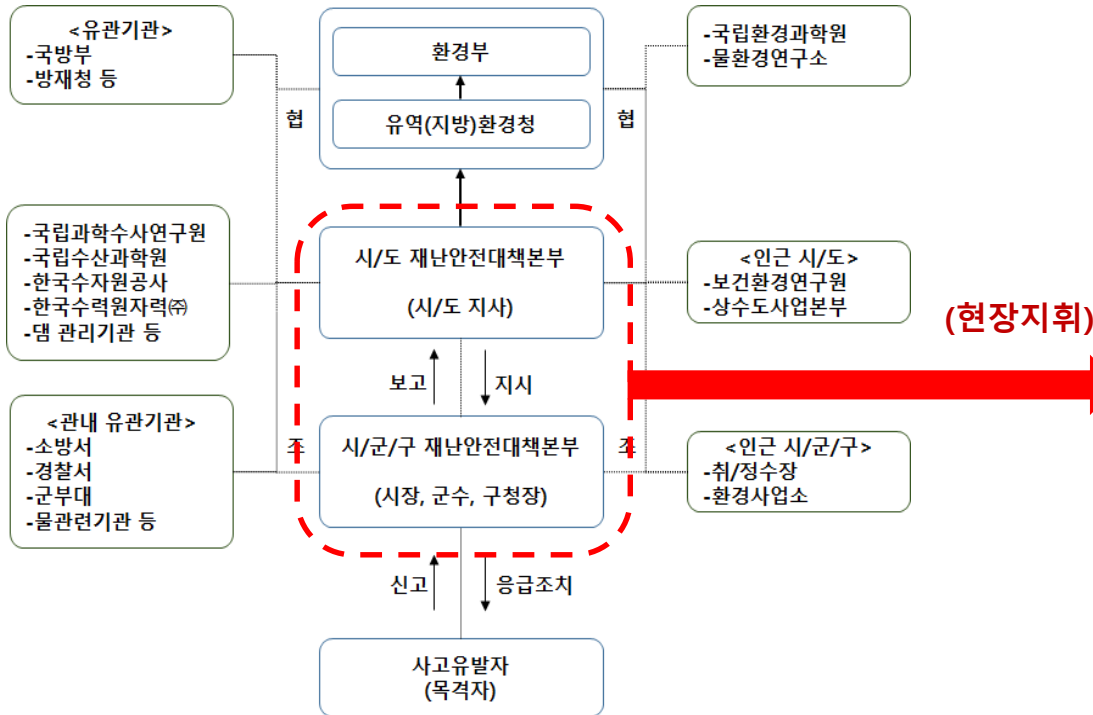 <유관기관>
-국방부
-방재청 등
환경부
유역(지방)환경청
-국립환경과학원
-물환경연구소
협
협
-국립과학수사연구원
-국립수산과학원
-한국수자원공사
-한국수력원자력㈜
-댐 관리기관 등
시/도 재난안전대책본부
(시/도 지사)
<인근 시/도>
-보건환경연구원
-상수도사업본부
(현장지휘)
보고
지시
<관내 유관기관>
-소방서
-경찰서
-군부대
-물관련기관 등
조
시/군/구 재난안전대책본부
(시장, 군수, 구청장)
조
<인근 시/군/구>
-취/정수장
-환경사업소
신고
응급조치
사고유발자
(목격자)